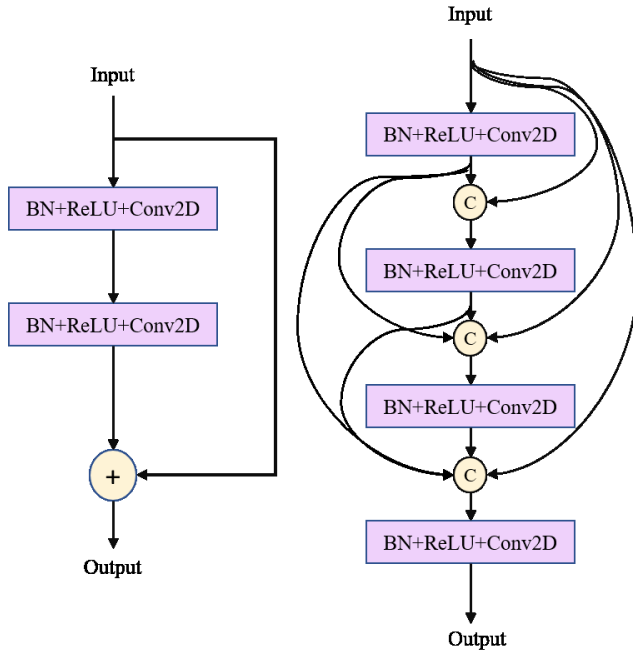 Input
BN+ReLU+Conv2D
BN+ReLU+Conv2D
+
Output
Input
BN+ReLU+Conv2D
C
BN+ReLU+Conv2D
C
BN+ReLU+Conv2D
C
BN+ReLU+Conv2D
Output